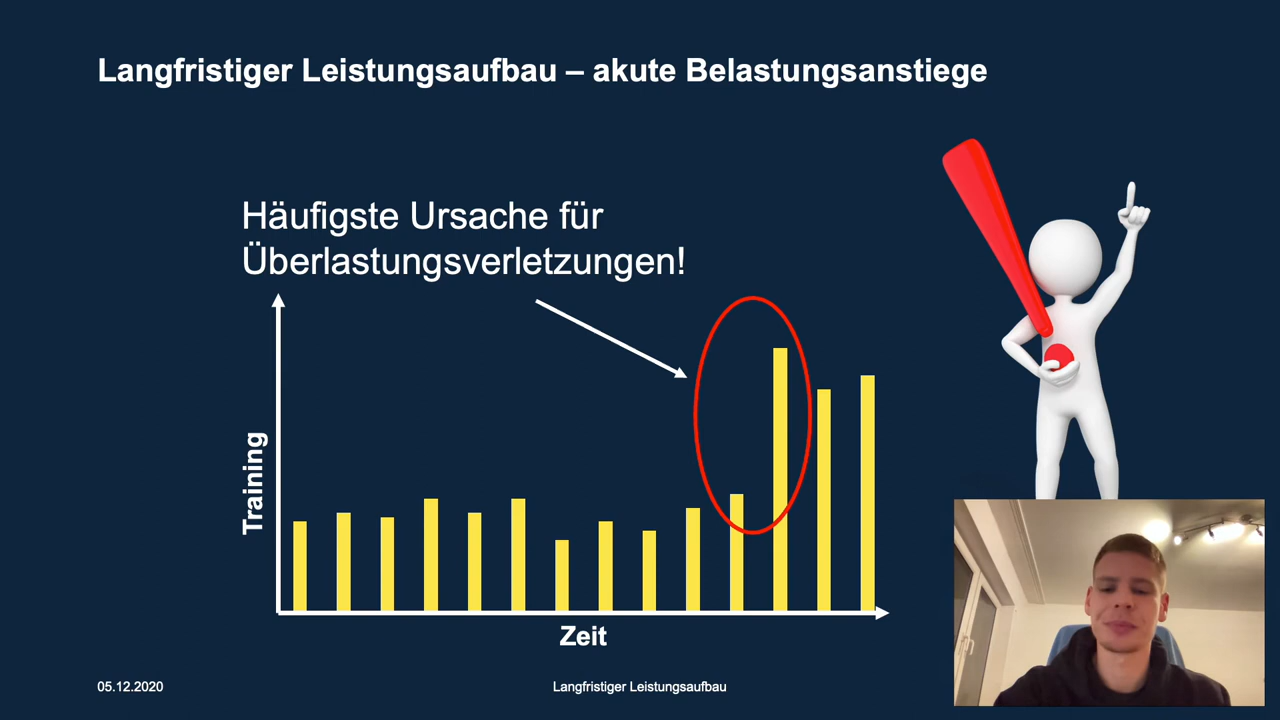 Langfristiger Leistungsaufbau – akute Belastungsanstiege
Häufigste Ursache für
Überlastungsverletzungen!
Training
Zeit
05.12.2020
Langfristiger Leistungsaufbau